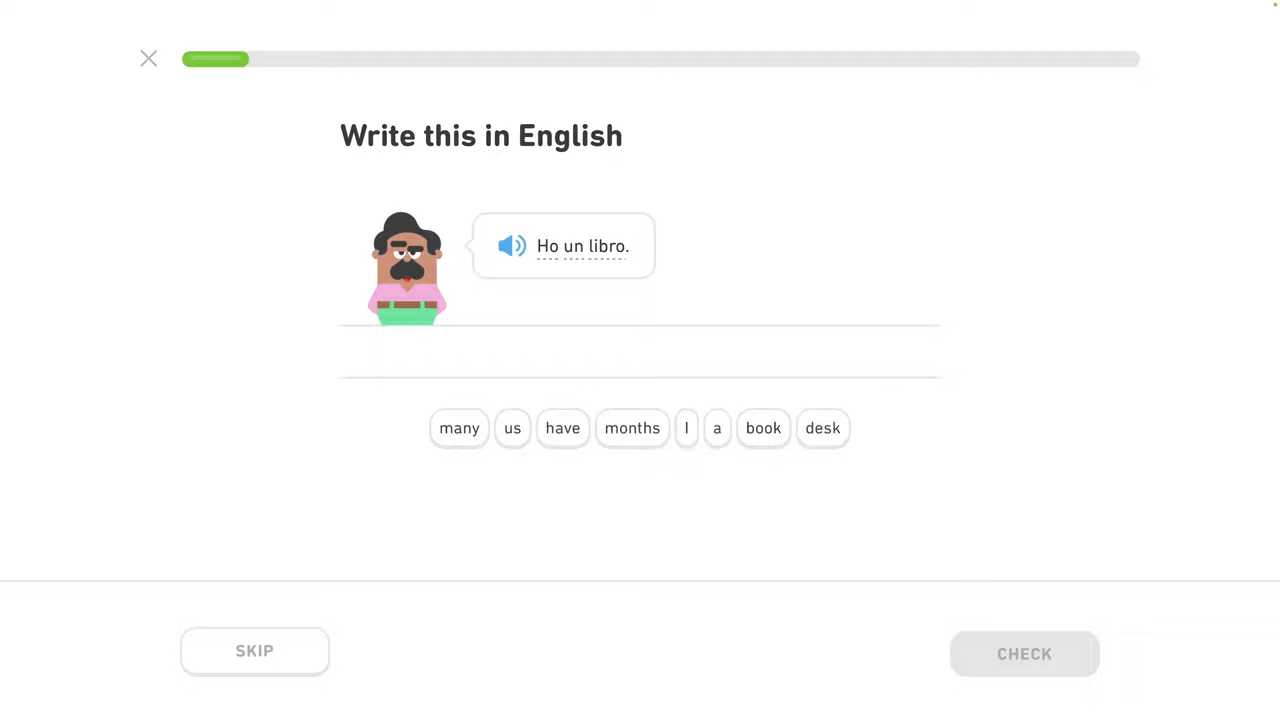 Write this in English
Ho un libro.
many us have months I a book desk
SKIP
CHECK